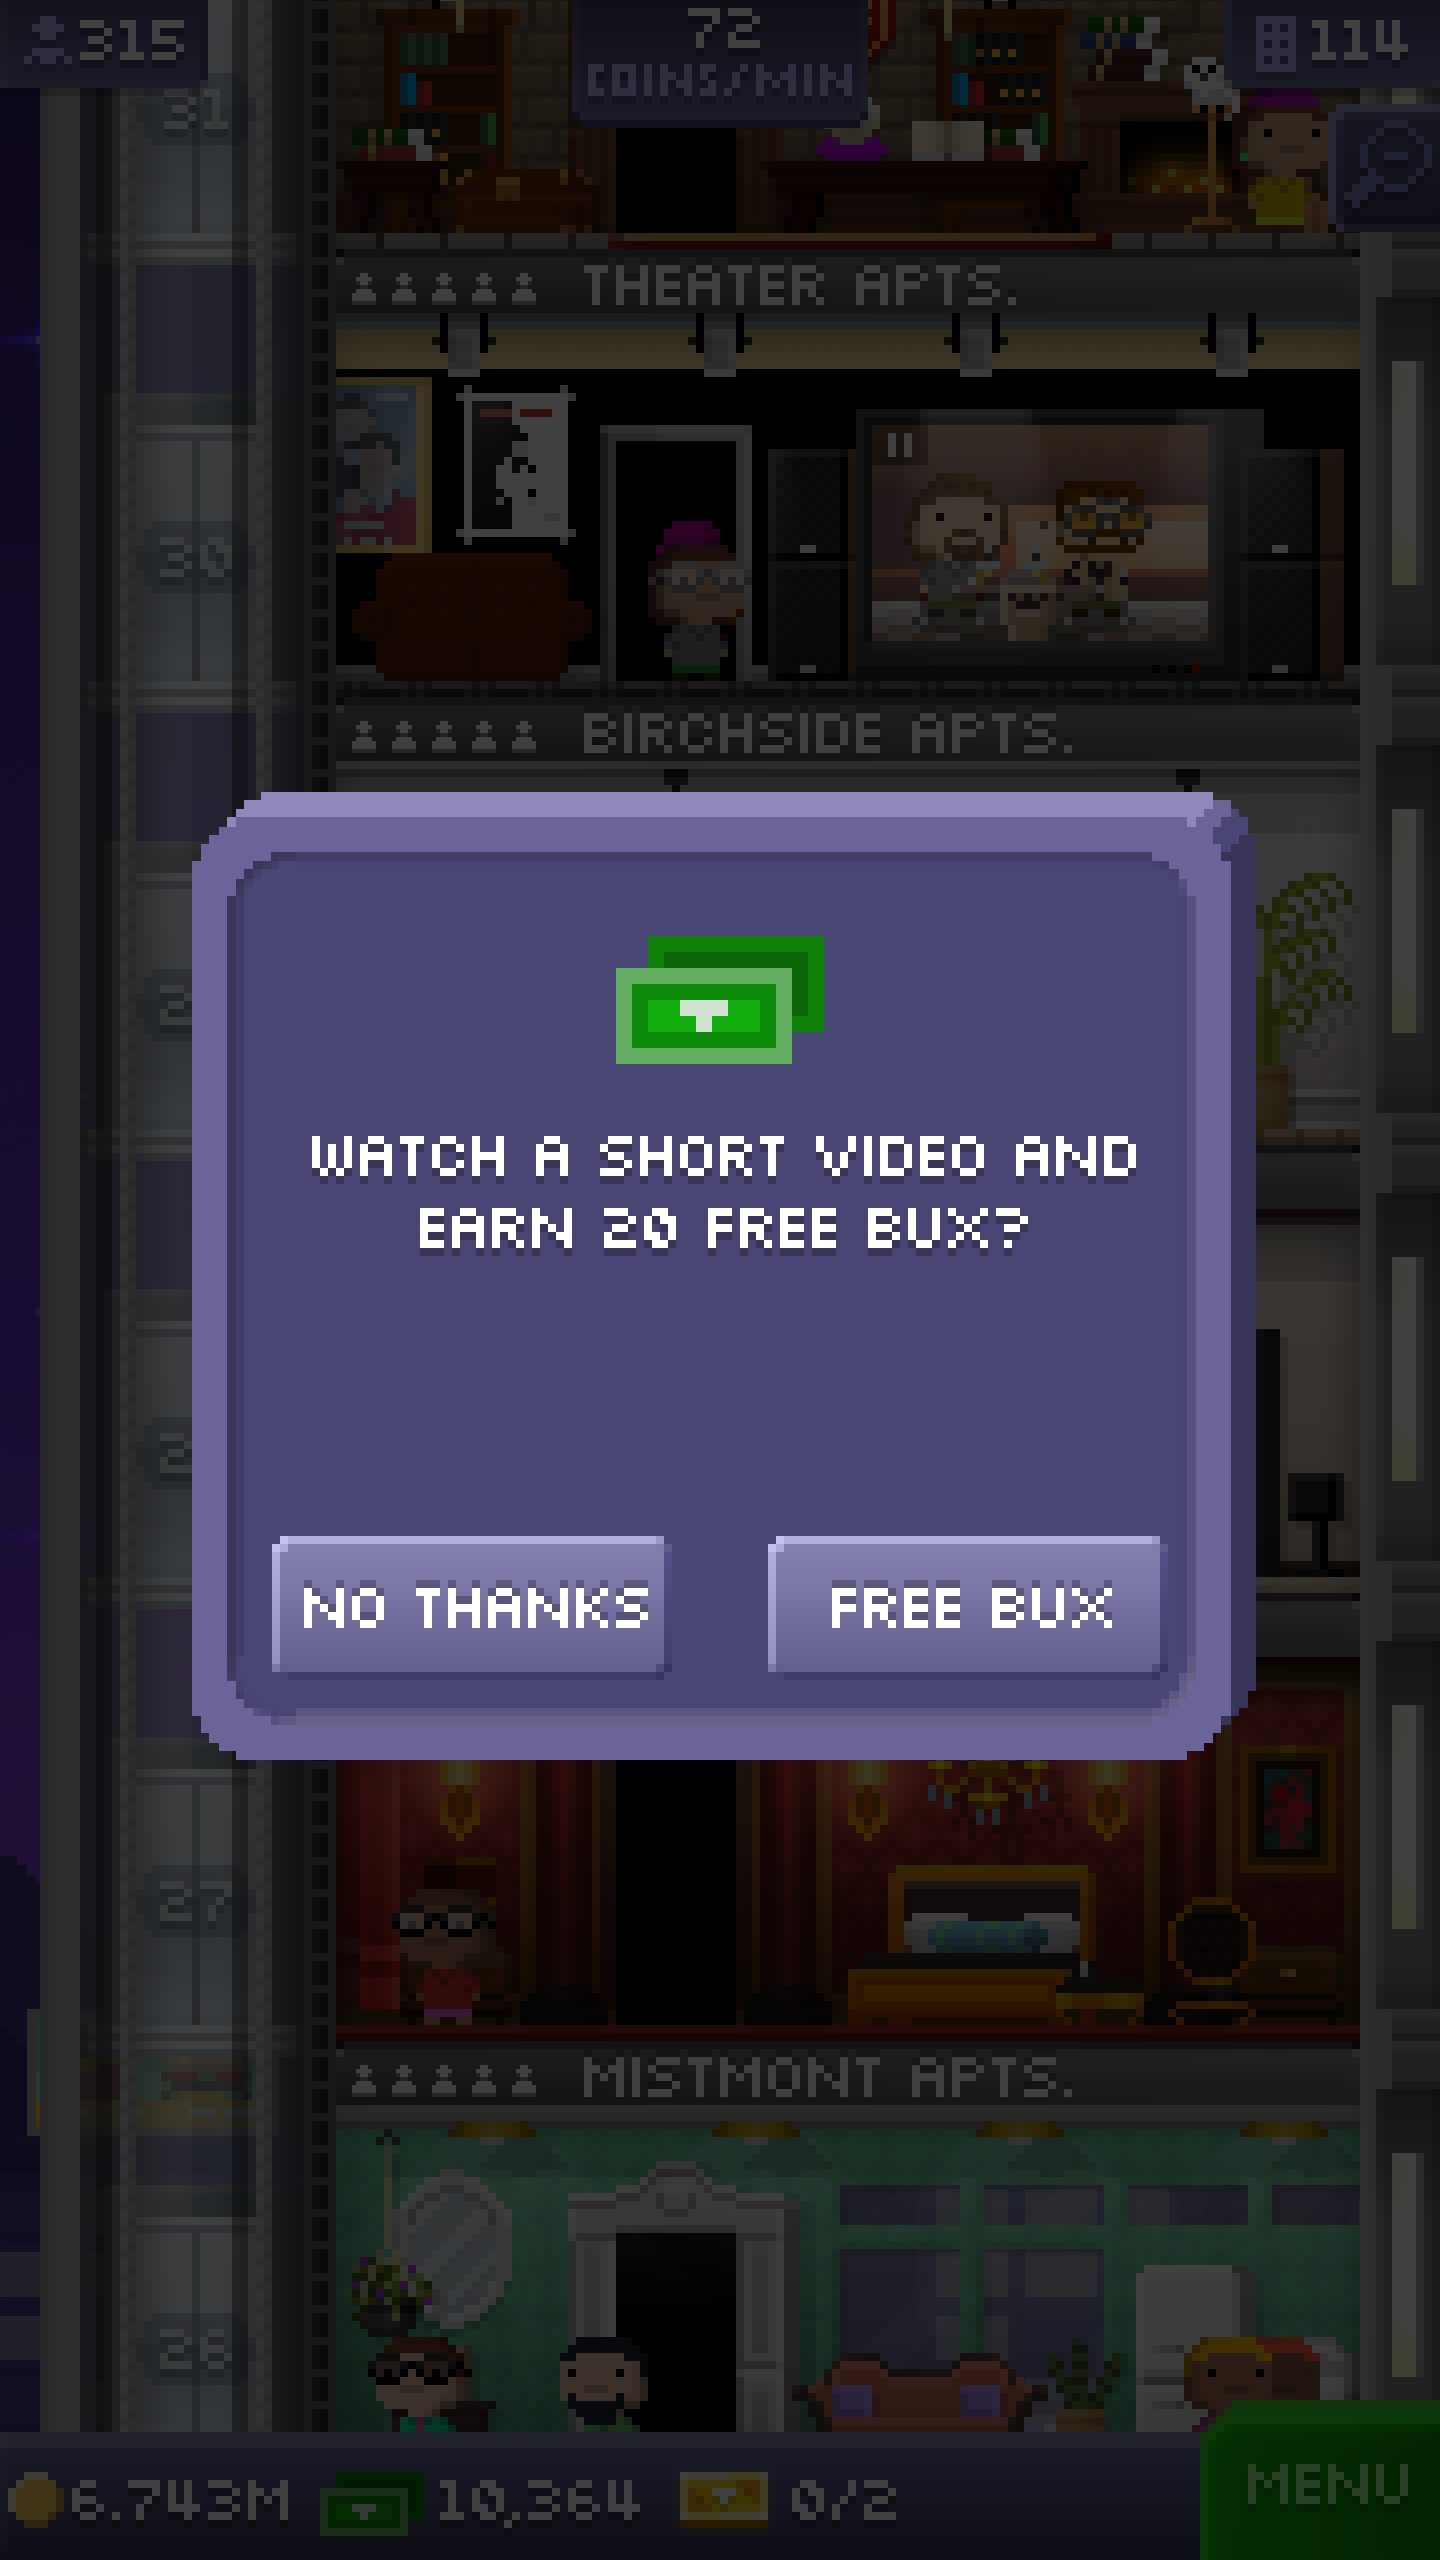 315
72
COINS/MIN
114
31
THEATER APTS.
30
BIRCHSIDE APTS.
WATCH A SHORT VIDEO AND
EARN 20 FREE BUX?
NO THANKS
FREE BUX
27
MISTMONT APTS.
26
6.743M
10,364
0/2
MENU